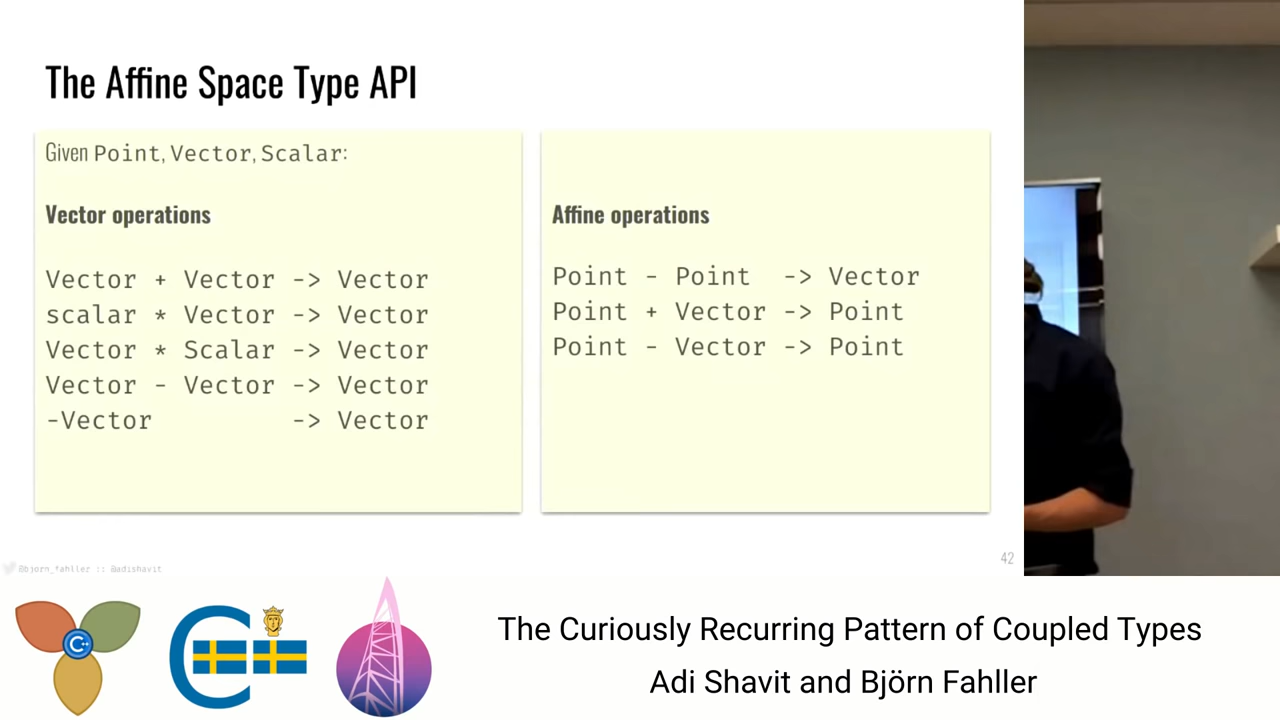 The Affine Space Type API
Given Point, Vector, Scalar:
Vector operations
Vector + Vector -> Vector
scalar * Vector -> Vector
Vector * Scalar -> Vector
Vector - Vector -> Vector
-Vector -> Vector
Affine operations
Point - Point -> Vector
Point + Vector -> Point
Point - Vector -> Point
@bjorn_fahller :: @adishavit
42
C++
The Curiously Recurring Pattern of Coupled Types
Adi Shavit and Björn Fahller